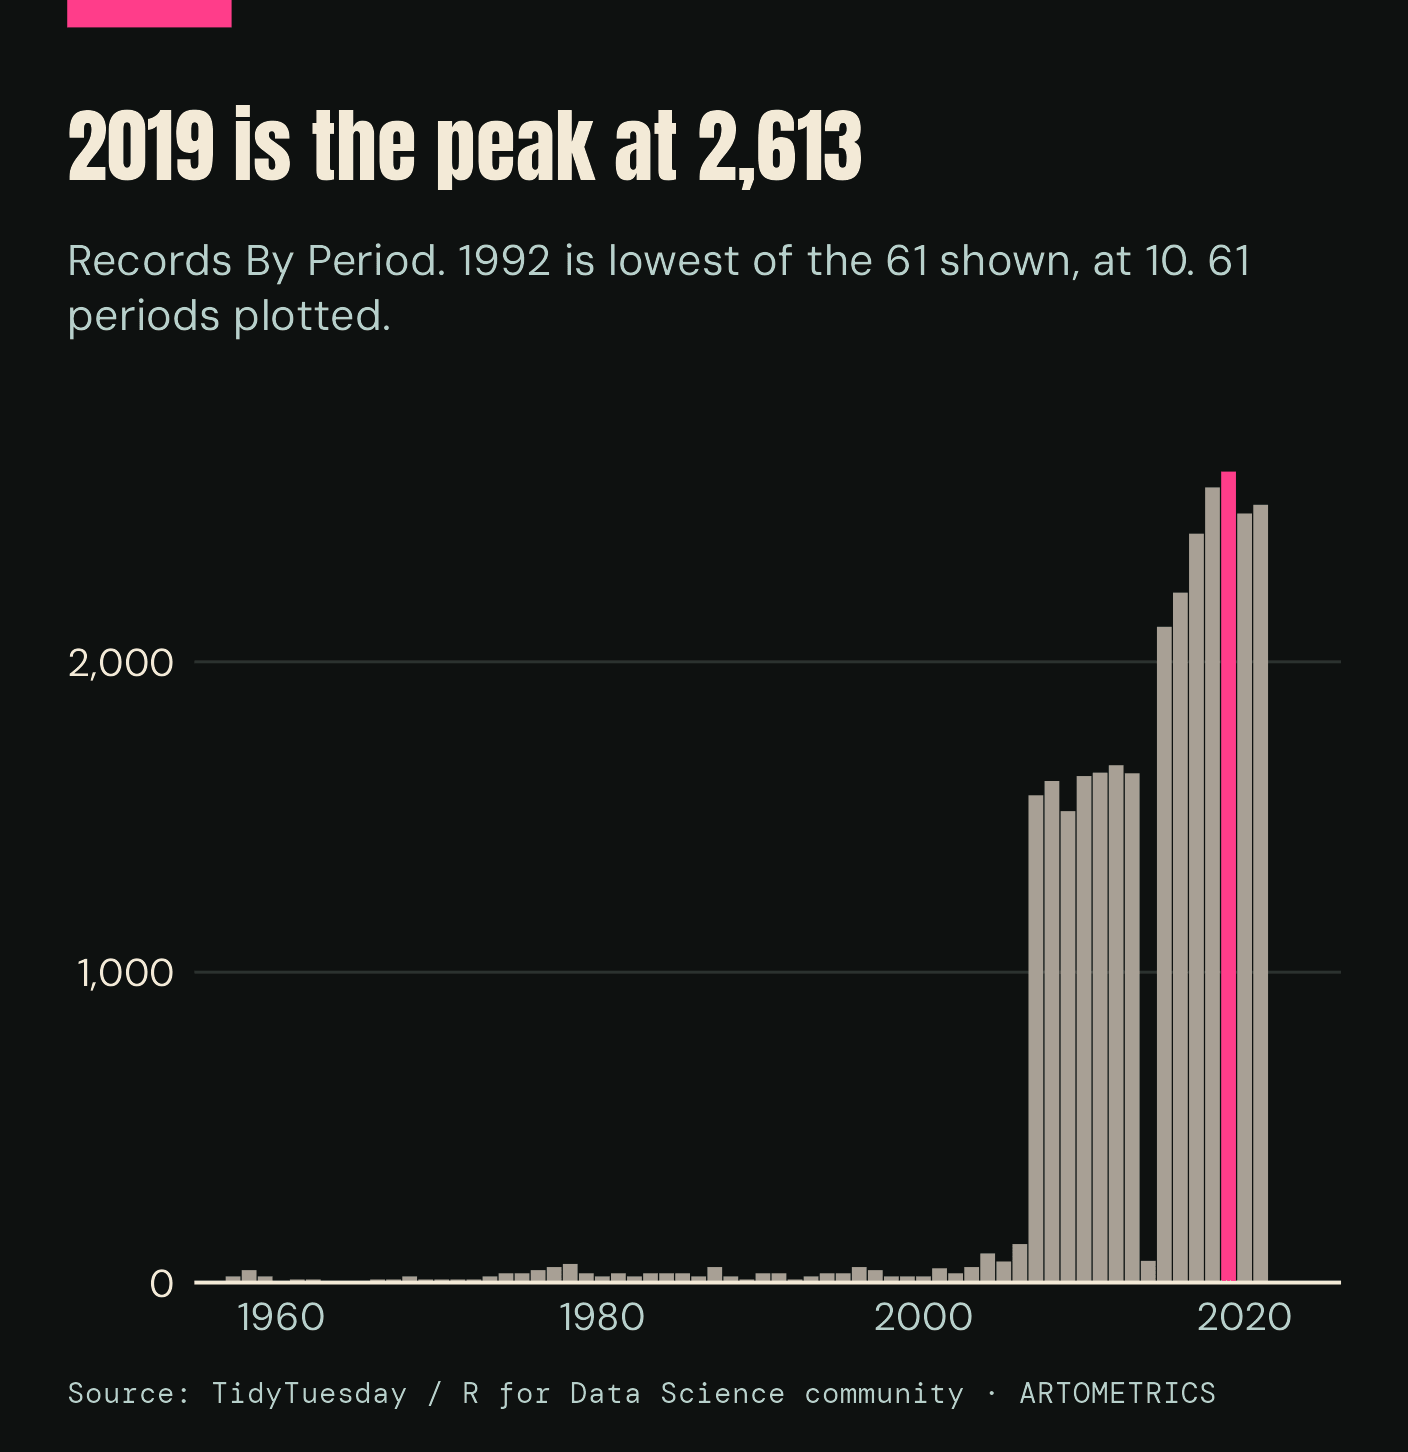 2019 is the peak at 2,613
Records By Period. 1992 is lowest of the 61 shown, at 10. 61
periods plotted.
2,000
1,000
0
1960 1980 2000 2020
Source: TidyTuesday / R for Data Science community · ARTOMETRICS